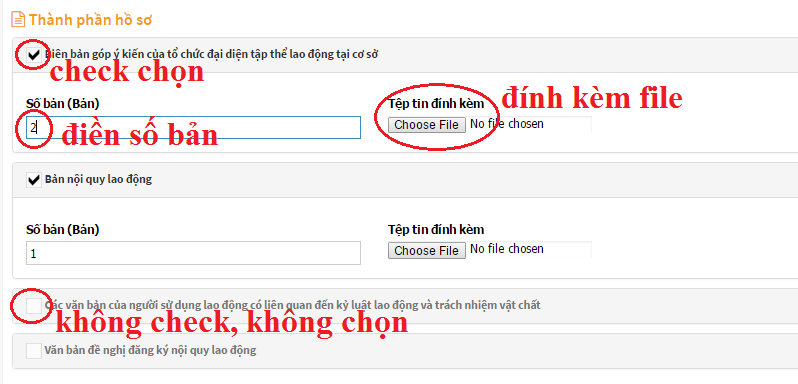 Thành phần hồ sơ
Biên bản góp ý kiến của tổ chức đại diện tập thể lao động tại cơ sở
check chọn
Số bản (Bản)
Tệp tin đính kèm
đính kèm file
2
điền số bản
Choose File No file chosen
Bản nội quy lao động
Số bản (Bản)
Tệp tin đính kèm
1
Choose File No file chosen
Các văn bản của người sử dụng lao động có liên quan đến kỷ luật lao động và trách nhiệm vật chất
không check, không chọn
Văn bản đề nghị đăng ký nội quy lao động